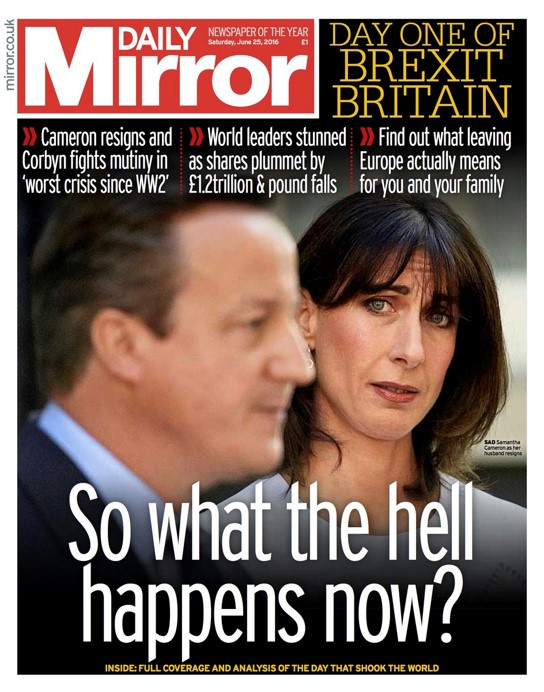 mirror.co.uk
DAILY
Mirror
NEWSPAPER OF THE YEAR
Saturday, June 25, 2016
£1
DAY ONE OF
BREXIT
BRITAIN
» Cameron resigns and
Corbyn fights mutiny in
‘worst crisis since WW2’
» World leaders stunned
as shares plummet by
£1.2trillion & pound falls
» Find out what leaving
Europe actually means
for you and your family
SAD Samantha
Cameron as her
husband resigns
So what the hell
happens now?
INSIDE: FULL COVERAGE AND ANALYSIS OF THE DAY THAT SHOOK THE WORLD